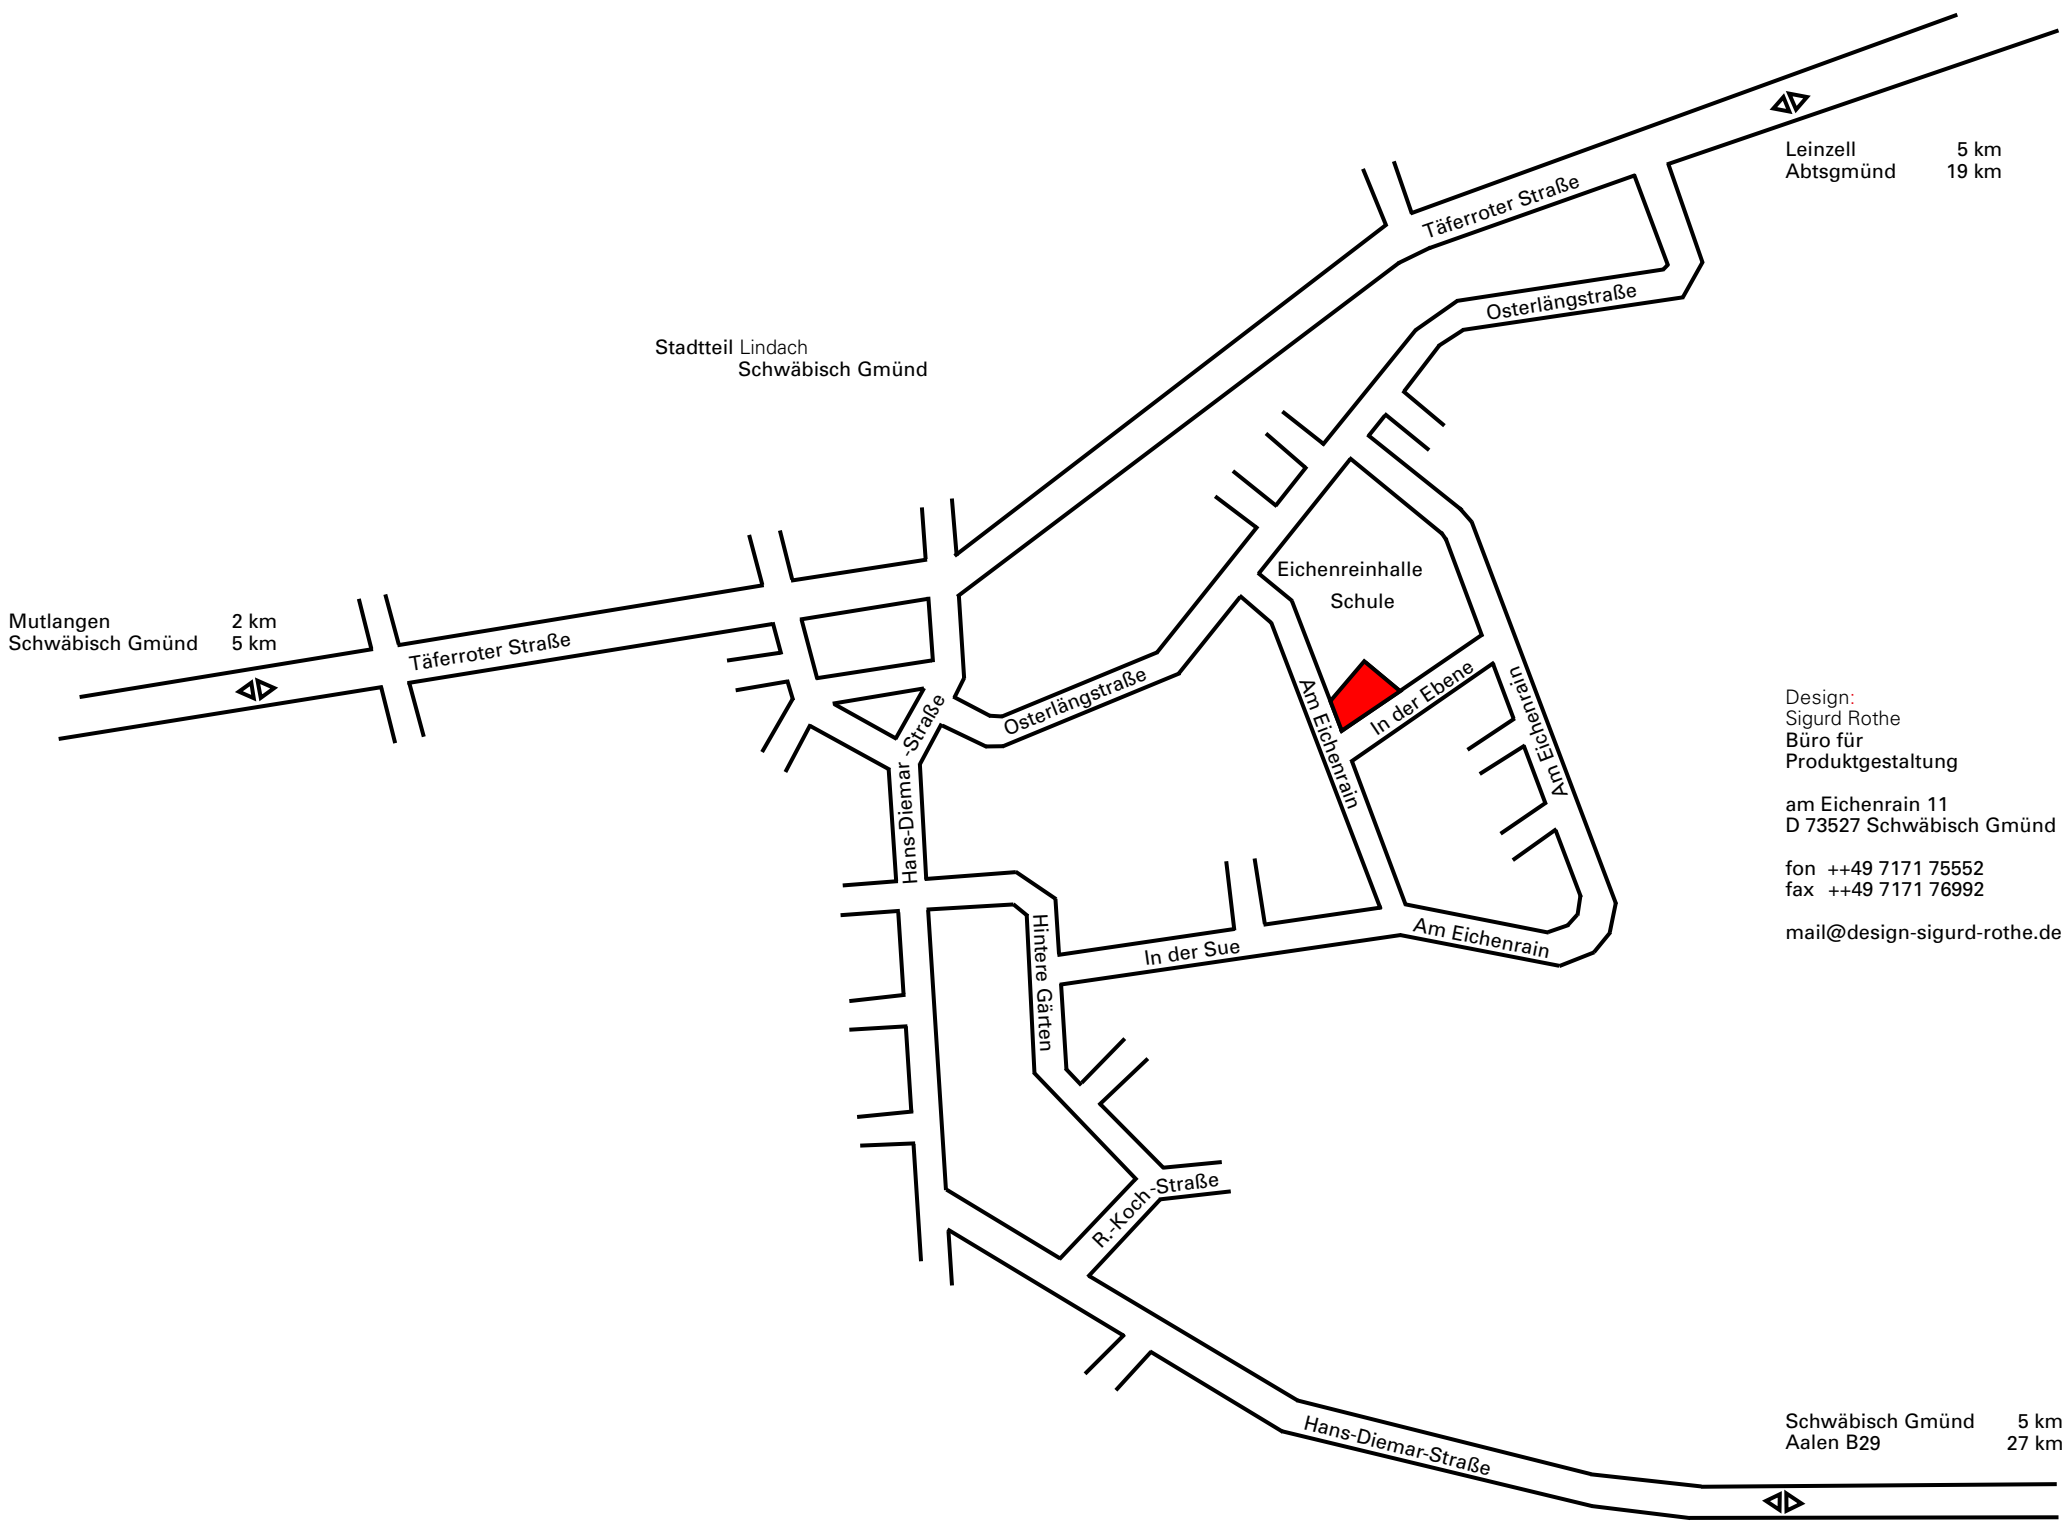 Leinzell 5 km
Abtsgmünd 19 km
Täferroter Straße
Osterlängstraße
Stadtteil Lindach
Schwäbisch Gmünd
Eichenreinhalle
Schule
Mutlangen 2 km
Schwäbisch Gmünd 5 km
Täferroter Straße
Osterlängstraße
Hans-Diemar-Straße
Am Eichenrain
In der Ebene
Am Eichenrain
Design:
Sigurd Rothe
Büro für
Produktgestaltung
am Eichenrain 11
D 73527 Schwäbisch Gmünd
fon ++49 7171 75552
fax ++49 7171 76992
mail@design-sigurd-rothe.de
Hintere Gärten
In der Sue
Am Eichenrain
R.-Koch-Straße
Hans-Diemar-Straße
Schwäbisch Gmünd 5 km
Aalen B29 27 km